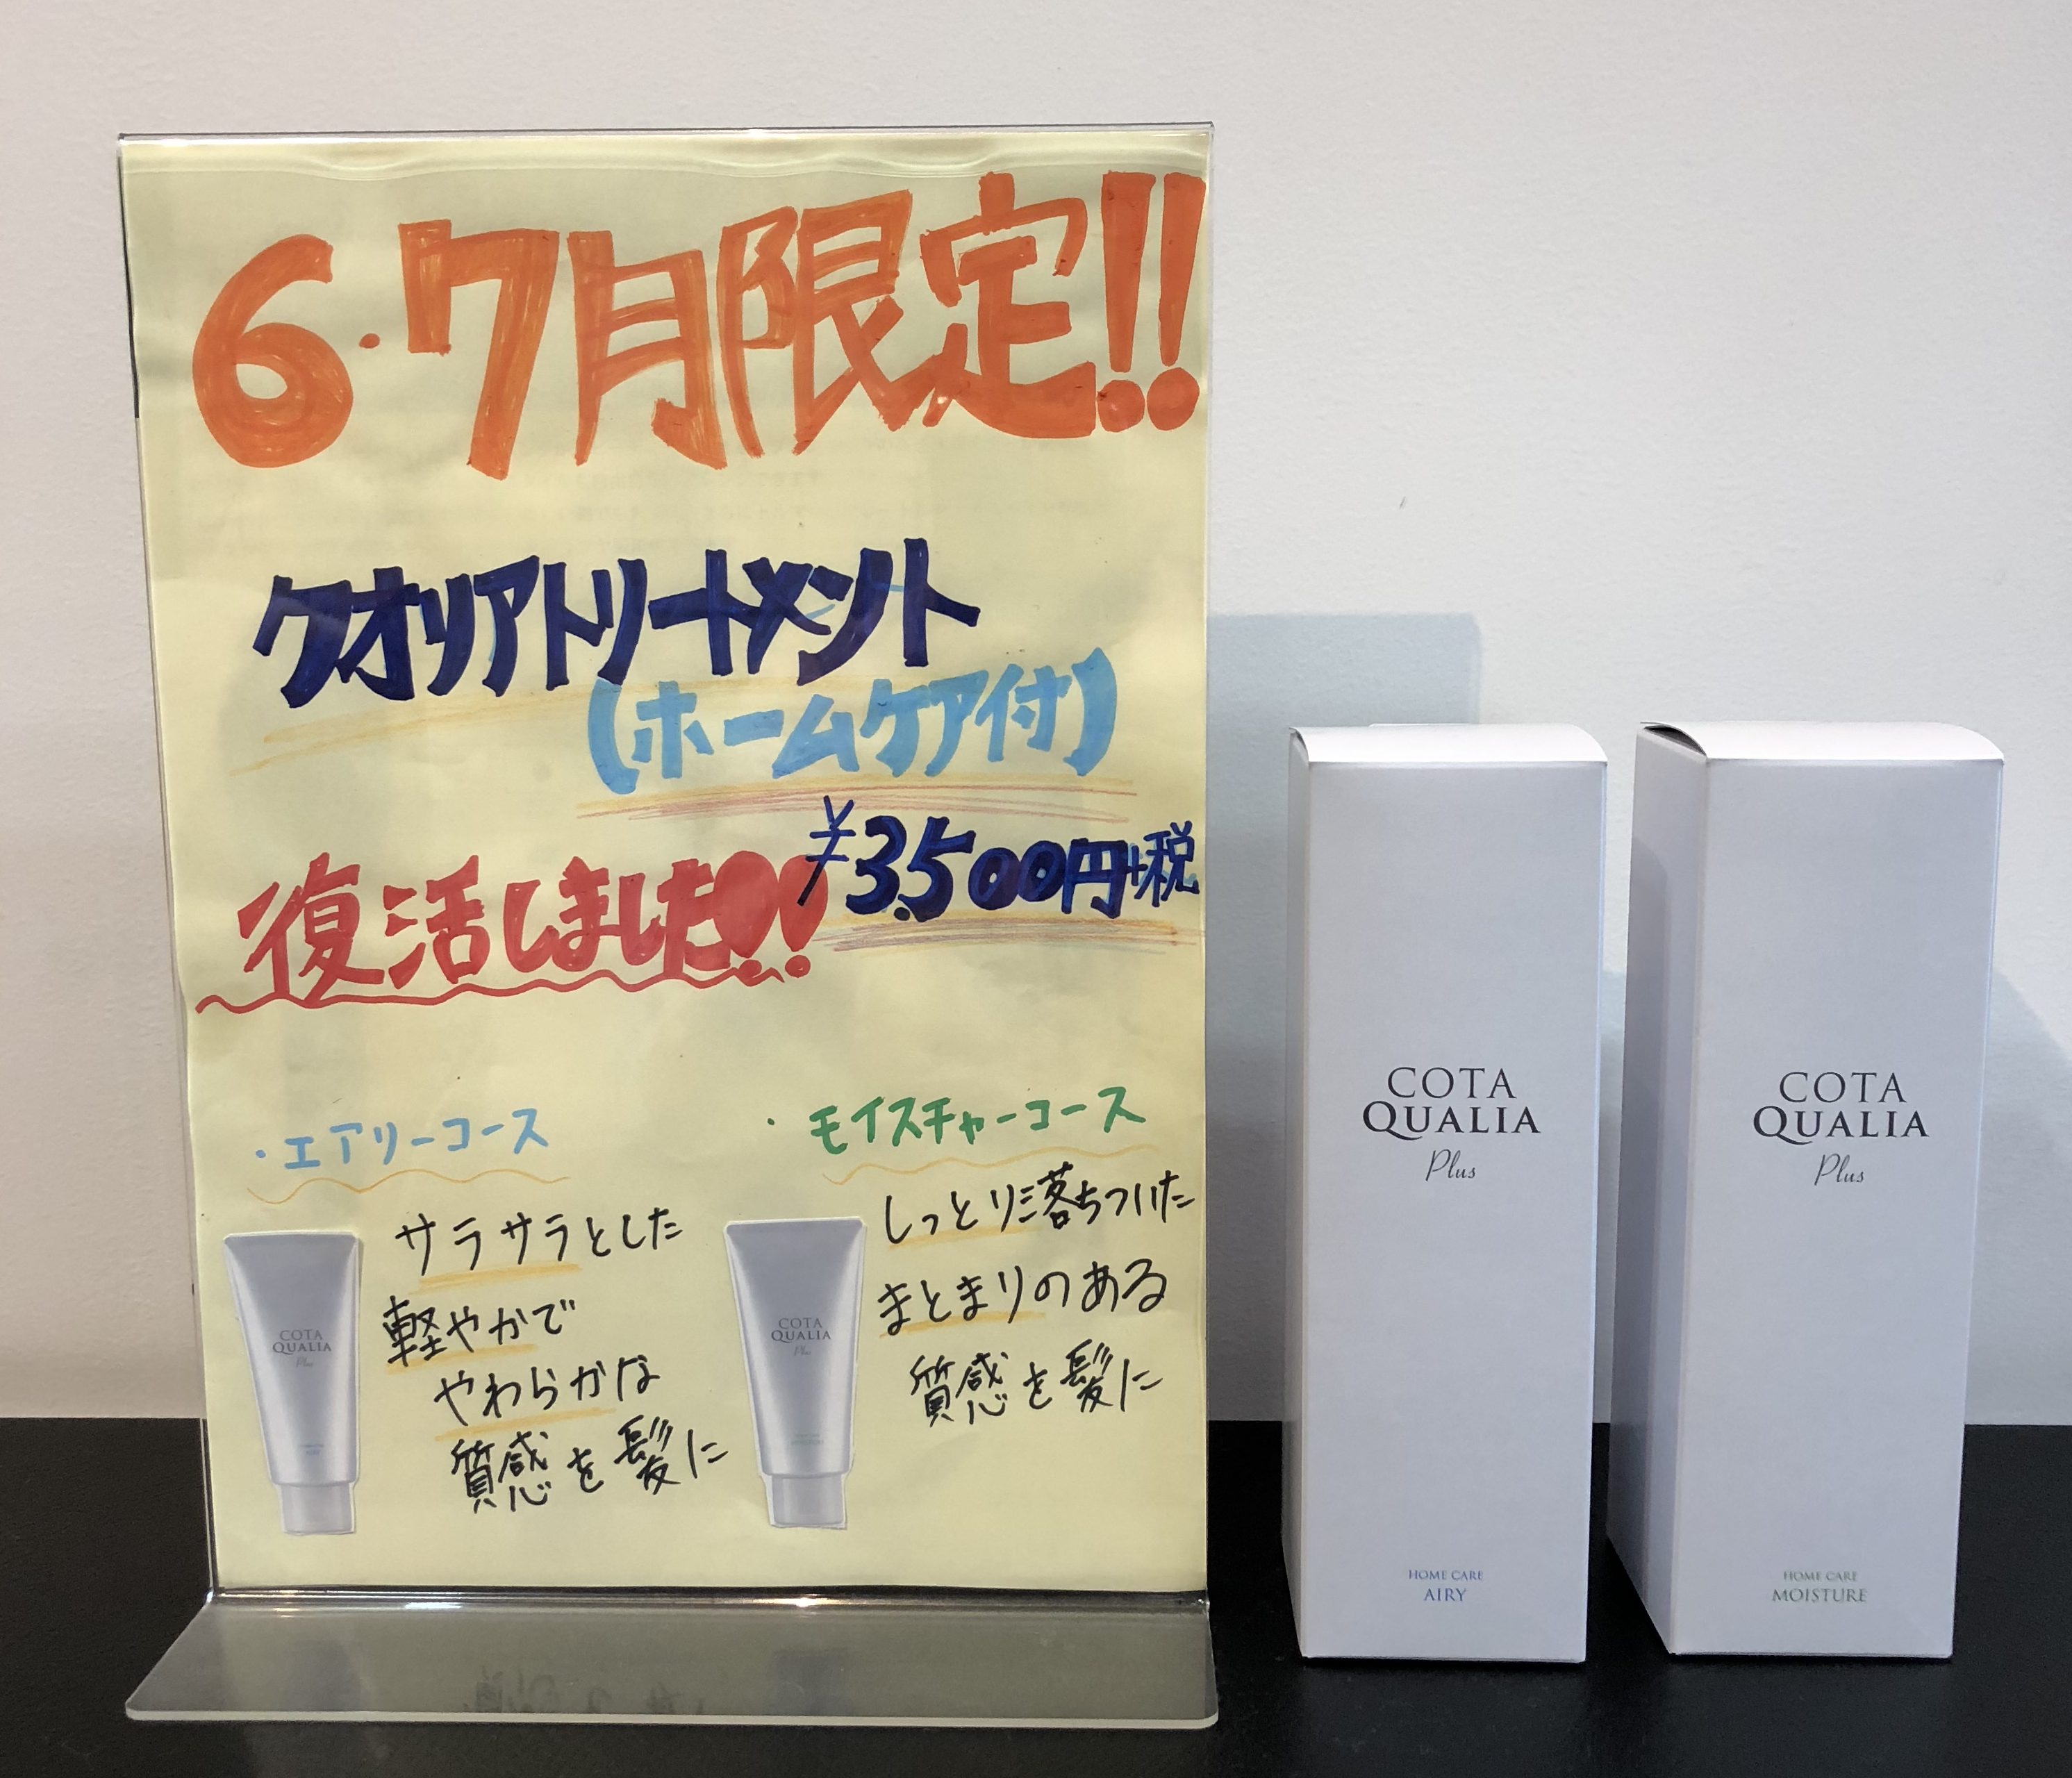 6・7月限定!!
クオリアトリートメント
(ホームケア付)
¥3,500円+税
復活しました!!
・エアリーコース
サラサラとした
軽やかで
やわらかな
質感を髪に
COTA
QUALIA
Plus
・モイスチャーコース
しっとり落ちついた
まとまりのある
質感を髪に
COTA
QUALIA
Plus
COTA
QUALIA
Plus
HOME CARE
AIRY
COTA
QUALIA
Plus
HOME CARE
MOISTURE